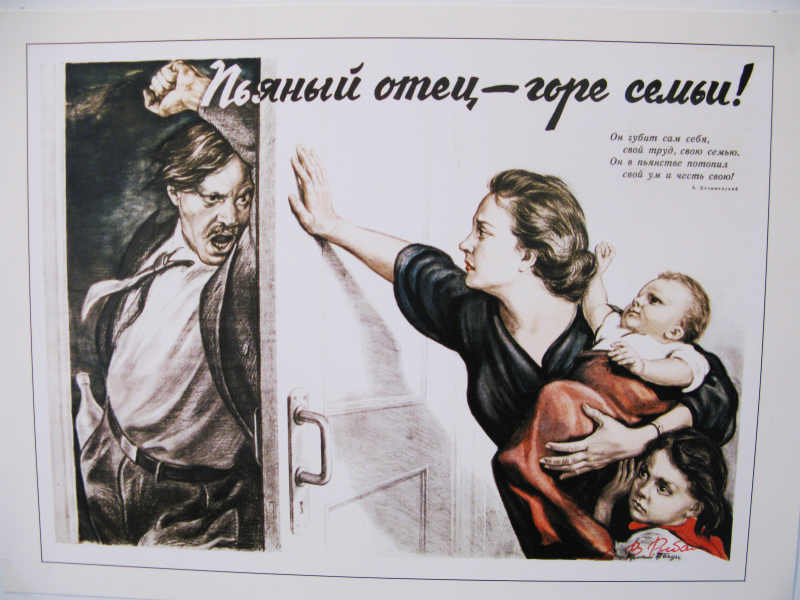 Пьяный отец — горе семьи!
Он губит сам себя,
свой труд, свою семью.
Он в пьянстве потопил
свой ум и честь свою!